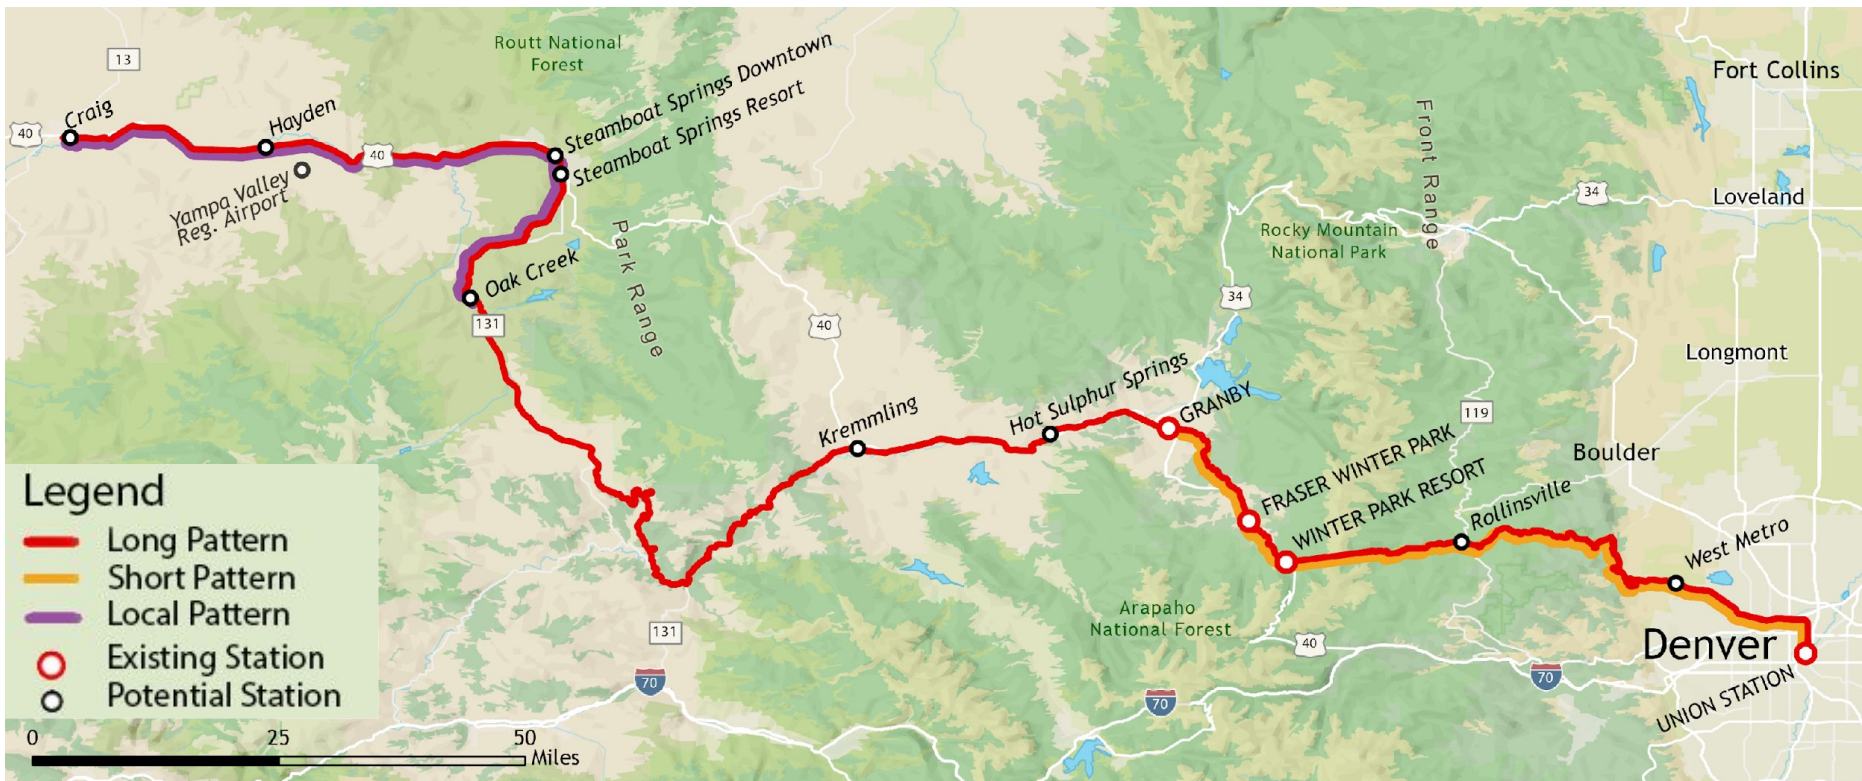 Routt National
Forest
13
Craig
40
Hayden
40
Yampa Valley
Reg. Airport
Steamboat Springs Downtown
Steamboat Springs Resort
Oak Creek
131
Park Range
40
Kremmling
Hot Sulphur Springs
GRANBY
34
Rocky Mountain
National Park
Front Range
34
Fort Collins
Loveland
Longmont
119
Boulder
FRASER WINTER PARK
WINTER PARK RESORT
Rollinsville
West Metro
Arapaho
National Forest
40
Denver
UNION STATION
70
70
131
70
Legend
Long Pattern
Short Pattern
Local Pattern
Existing Station
Potential Station
0 25 50
Miles